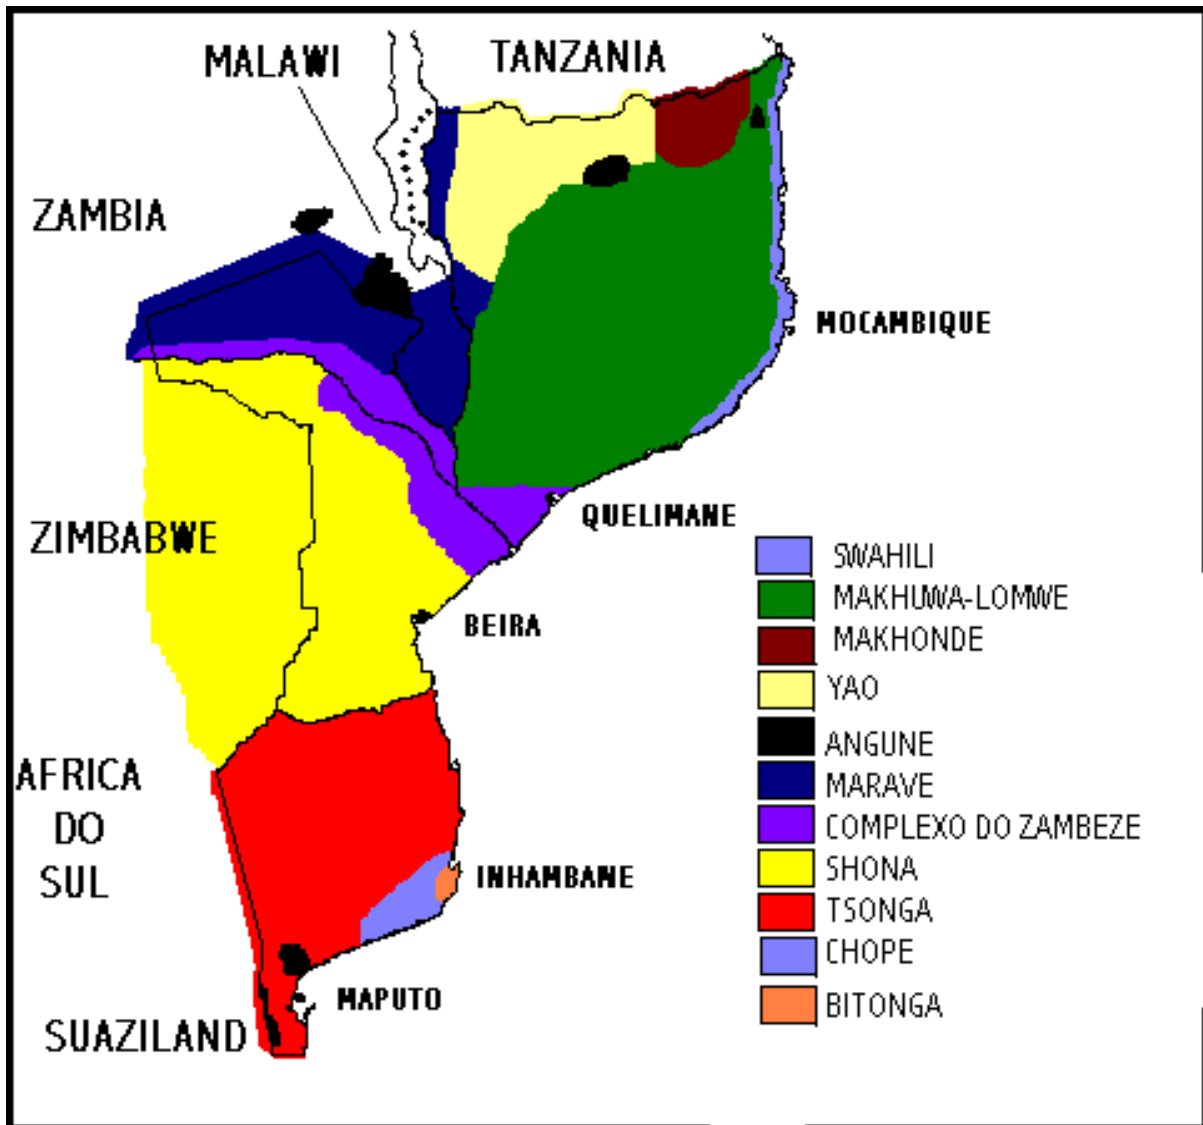 MALAWI
TANZANIA
ZAMBIA
MOCAMBIQUE
QUELIMANE
ZIMBABWE
BEIRA
AFRICA
DO
SUL
INHAMBANE
MAPUTO
SUAZILAND
SWAHILI
MAKHUWA-LOMWE
MAKHONDE
YAO
ANGUNE
MARAVE
COMPLEXO DO ZAMBEZE
SHONA
TSONGA
CHOPE
BITONGA